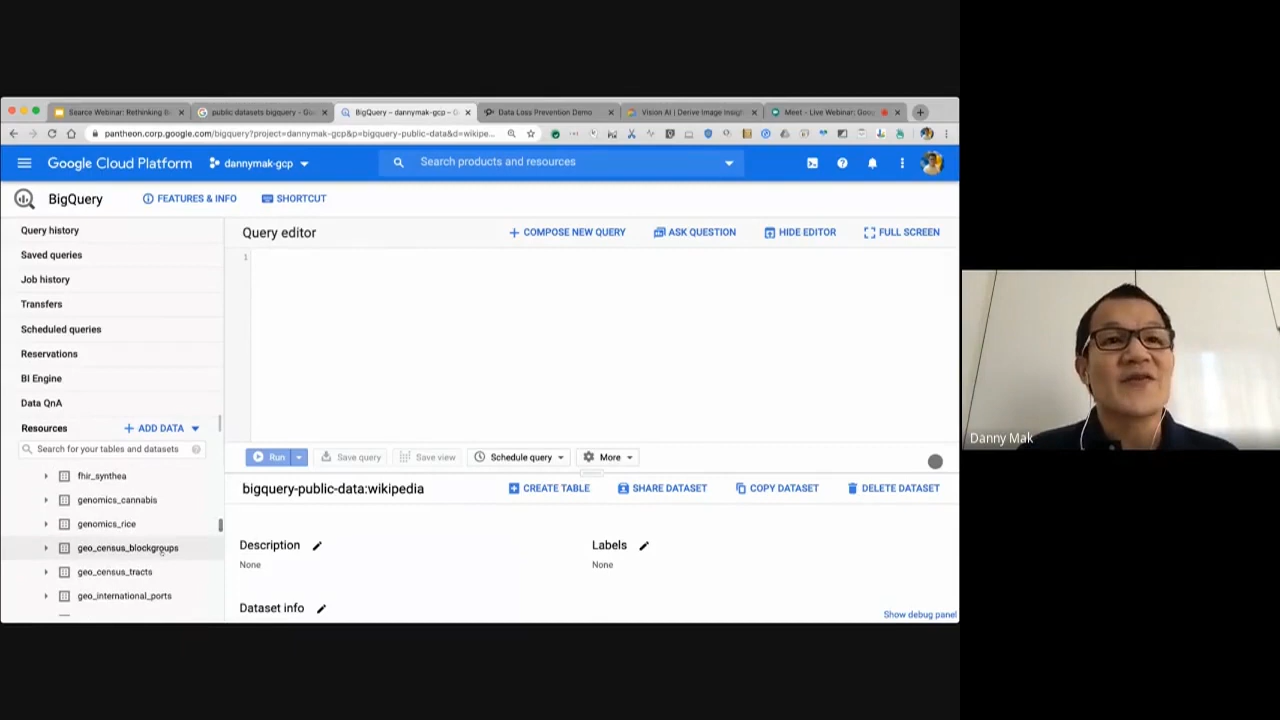 Searce Webinar: Rethinking B
public datasets bigquery - Go
BigQuery – dannymak-gcp – G
Data Loss Prevention Demo
Vision AI | Derive Image Insigh
Meet - Live Webinar: Goog
pantheon.corp.google.com/bigquery?project=dannymak-gcp&p=bigquery-public-data&d=wikipe...
Google Cloud Platform
dannymak-gcp
Search products and resources
BigQuery
FEATURES & INFO
SHORTCUT
Query history
Saved queries
Job history
Transfers
Scheduled queries
Reservations
BI Engine
Data QnA
Resources
+ ADD DATA
Search for your tables and datasets
fhir_synthea
genomics_cannabis
genomics_rice
geo_census_blockgroups
geo_census_tracts
geo_international_ports
Query editor
+ COMPOSE NEW QUERY
ASK QUESTION
HIDE EDITOR
FULL SCREEN
1
Run
Save query
Save view
Schedule query
More
bigquery-public-data:wikipedia
CREATE TABLE
SHARE DATASET
COPY DATASET
DELETE DATASET
Description
None
Labels
None
Dataset info
Show debug panel
Danny Mak